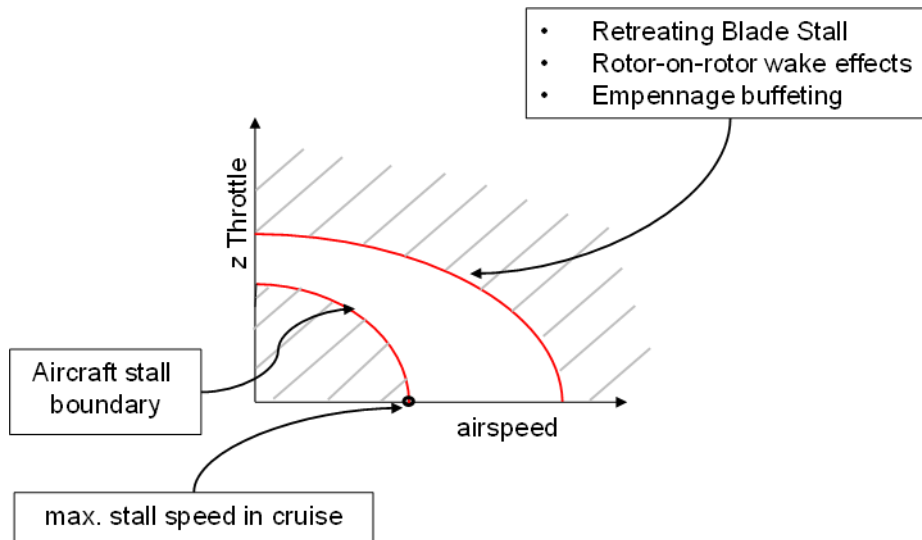 • Retreating Blade Stall
• Rotor-on-rotor wake effects
• Empennage buffeting
z Throttle
Aircraft stall
boundary
airspeed
max. stall speed in cruise